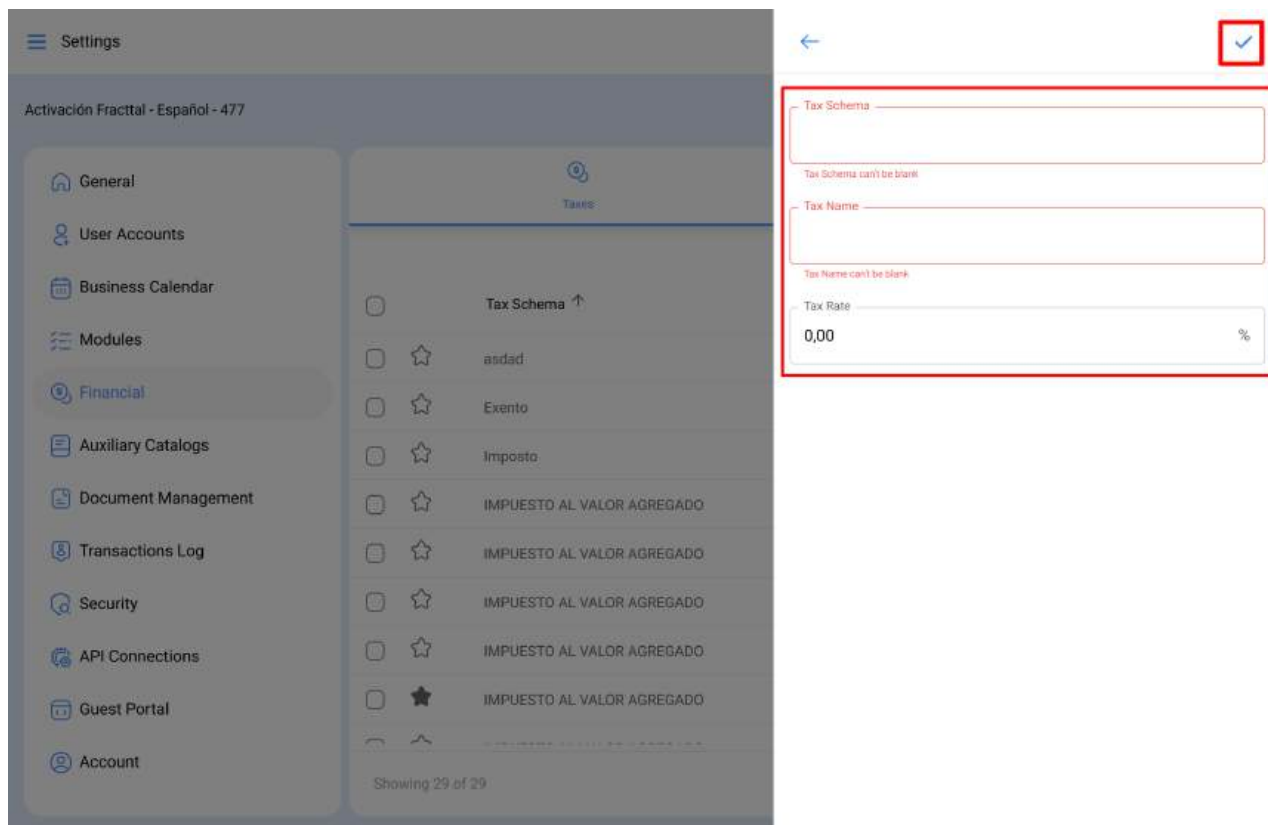 Settings
Activación Fracttal - Español - 477
General
User Accounts
Business Calendar
Modules
Financial
Auxiliary Catalogs
Document Management
Transactions Log
Security
API Connections
Guest Portal
Account
Taxes
Tax Schema
asdad
Exento
Imposto
IMPUESTO AL VALOR AGREGADO
IMPUESTO AL VALOR AGREGADO
IMPUESTO AL VALOR AGREGADO
IMPUESTO AL VALOR AGREGADO
IMPUESTO AL VALOR AGREGADO
Showing 29 of 29
Tax Schema
Tax Schema can't be blank
Tax Name
Tax Name can't be blank
Tax Rate
0,00 %